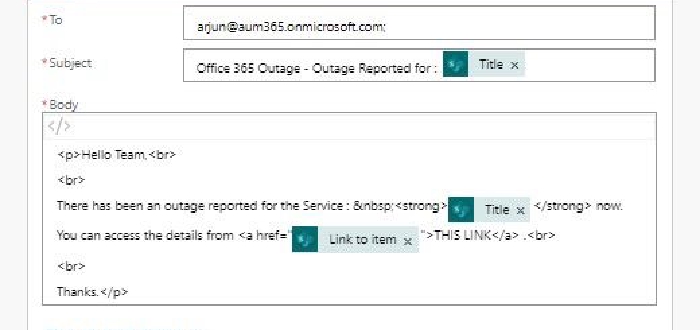 * To
arjun@aum365.onmicrosoft.com;
* Subject
Office 365 Outage - Outage Reported for : Title x
* Body
</>
<p>Hello Team,<br>
<br>
There has been an outage reported for the Service : &nbsp;<strong> Title x </strong> now.
You can access the details from <a href=" Link to item x ">THIS LINK</a> .<br>
<br>
Thanks.</p>